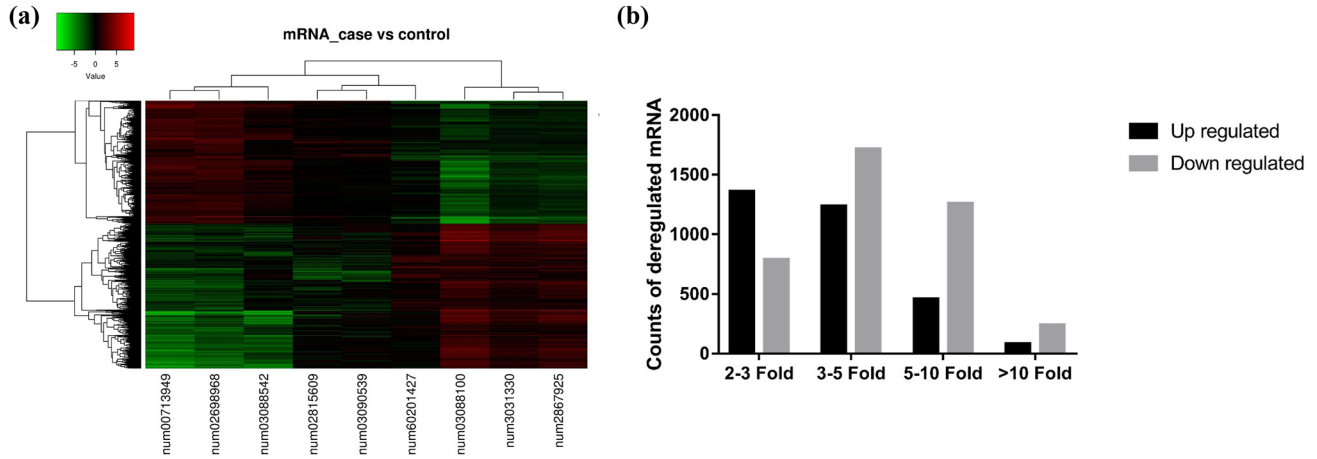 (a)
-5 0 5
Value
mRNA_case vs control
num00713949
num02698968
num03088542
num02815609
num03090539
num60201427
num03088100
num3031330
num2867925
(b)
Counts of deregulated mRNA
2000
1500
1000
500
0
2-3 Fold
3-5 Fold
5-10 Fold
>10 Fold
Up regulated
Down regulated